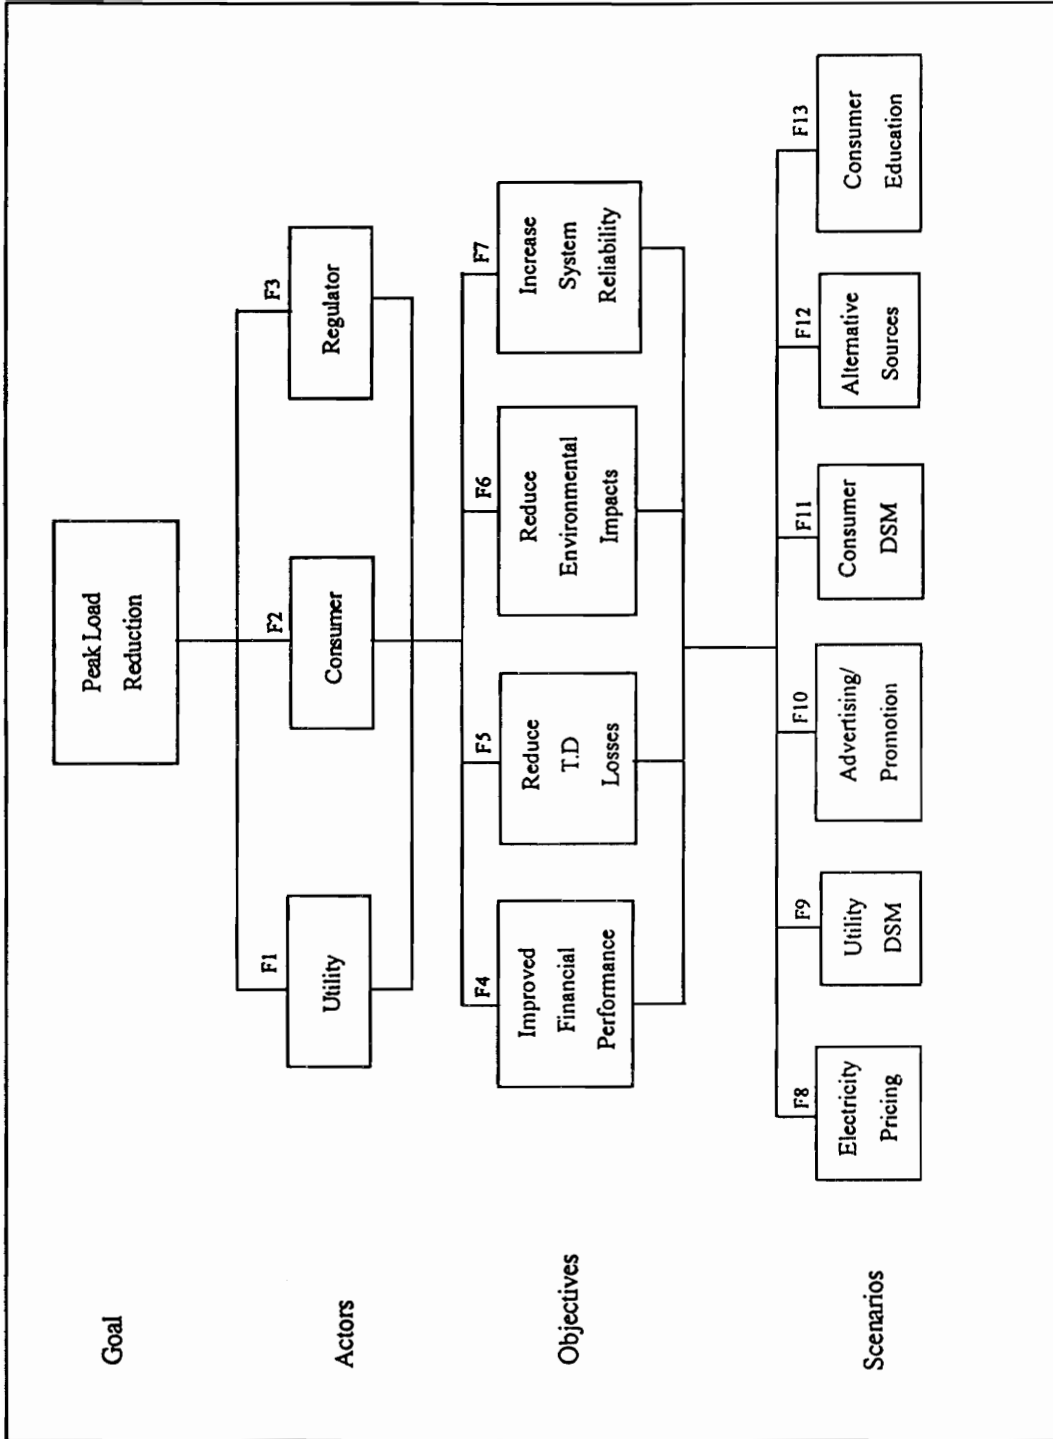 Goal
Peak Load
Reduction
Actors
F1
Utility
F2
Consumer
F3
Regulator
Objectives
F4
Improved
Financial
Performance
F5
Reduce
T.D
Losses
F6
Reduce
Environmental
Impacts
F7
Increase
System
Reliability
Scenarios
F8
Electricity
Pricing
F9
Utility
DSM
F10
Advertising/
Promotion
F11
Consumer
DSM
F12
Alternative
Sources
F13
Consumer
Education